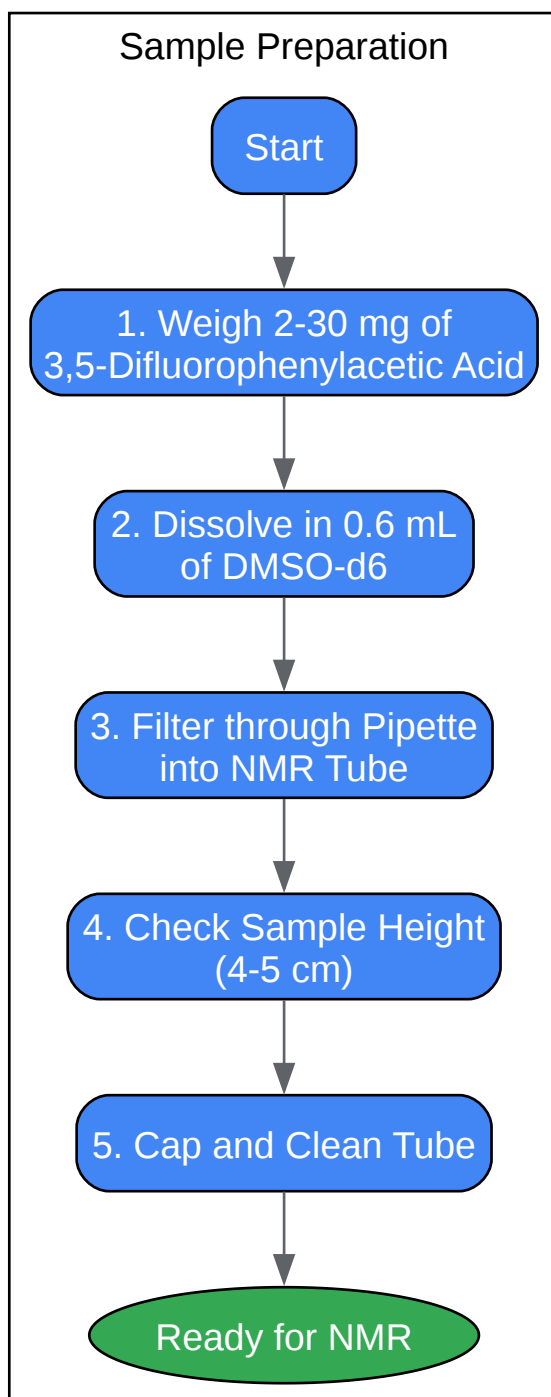 Sample Preparation
Start
1. Weigh 2-30 mg of
3,5-Difluorophenylacetic Acid
2. Dissolve in 0.6 mL
of DMSO-d6
3. Filter through Pipette
into NMR Tube
4. Check Sample Height
(4-5 cm)
5. Cap and Clean Tube
Ready for NMR